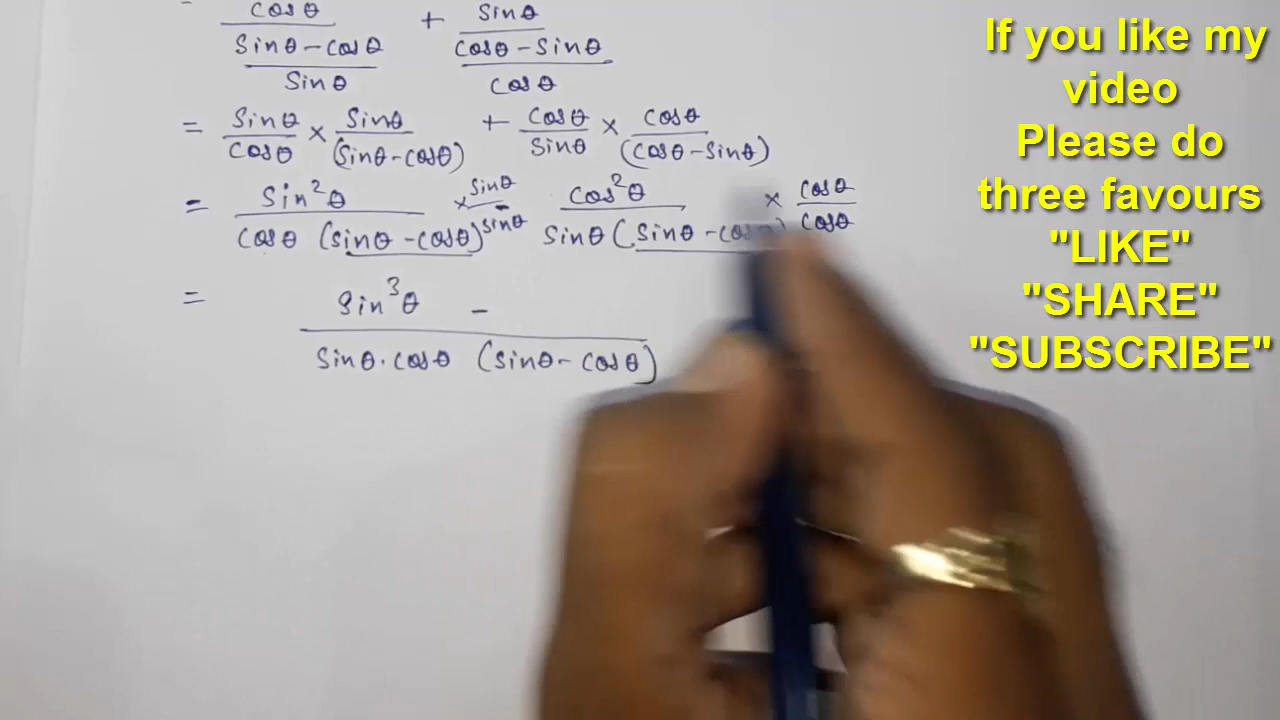 cosθ/((sinθ-cosθ)/sinθ) + sinθ/((cosθ-sinθ)/cosθ)
= sinθ/cosθ × sinθ/(sinθ-cosθ) + cosθ/sinθ × cosθ/(cosθ-sinθ)
= sin²θ/(cosθ (sinθ-cosθ)) × sinθ/sinθ cos²θ/(sinθ (sinθ-cosθ)) × cosθ/cosθ
= (sin³θ -)/(sinθ·cosθ (sinθ-cosθ))
If you like my
video
Please do
three favours
"LIKE"
"SHARE"
"SUBSCRIBE"